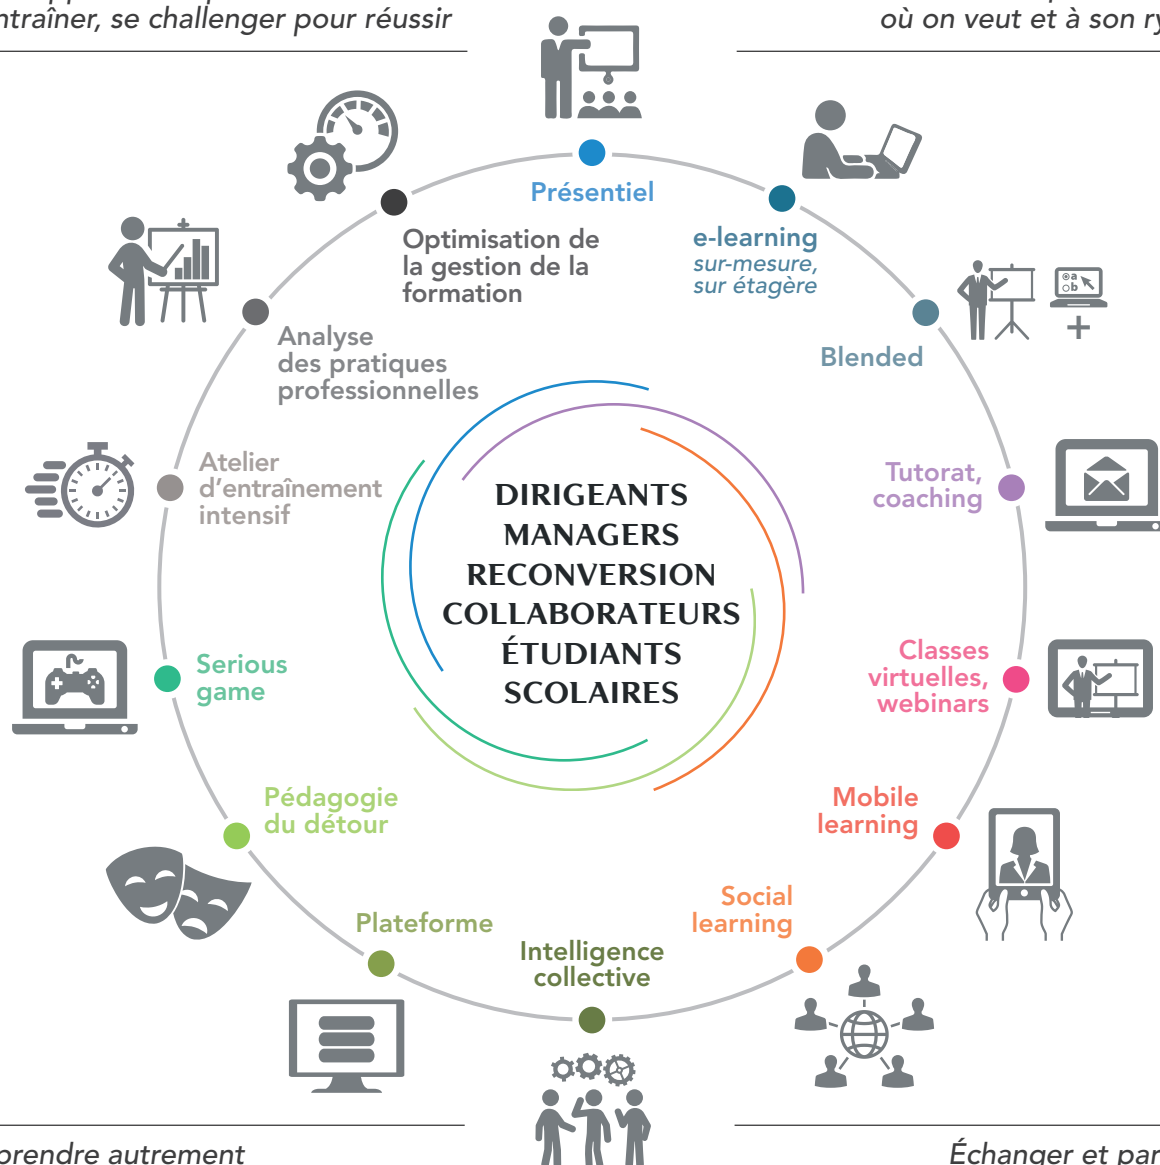 entraîner, se challenger pour réussir
où on veut et à son
Présentiel
e-learning
sur-mesure,
sur étagère
Blended
Tutorat,
coaching
Classes
virtuelles,
webinars
Mobile
learning
Social
learning
Intelligence
collective
Plateforme
Pédagogie
du détour
Serious
game
Atelier
d'entraînement
intensif
Analyse
des pratiques
professionnelles
Optimisation de
la gestion de la
formation
DIRIGEANTS
MANAGERS
RECONVERSION
COLLABORATEURS
ÉTUDIANTS
SCOLAIRES
a
b
prendre autrement
Échanger et par